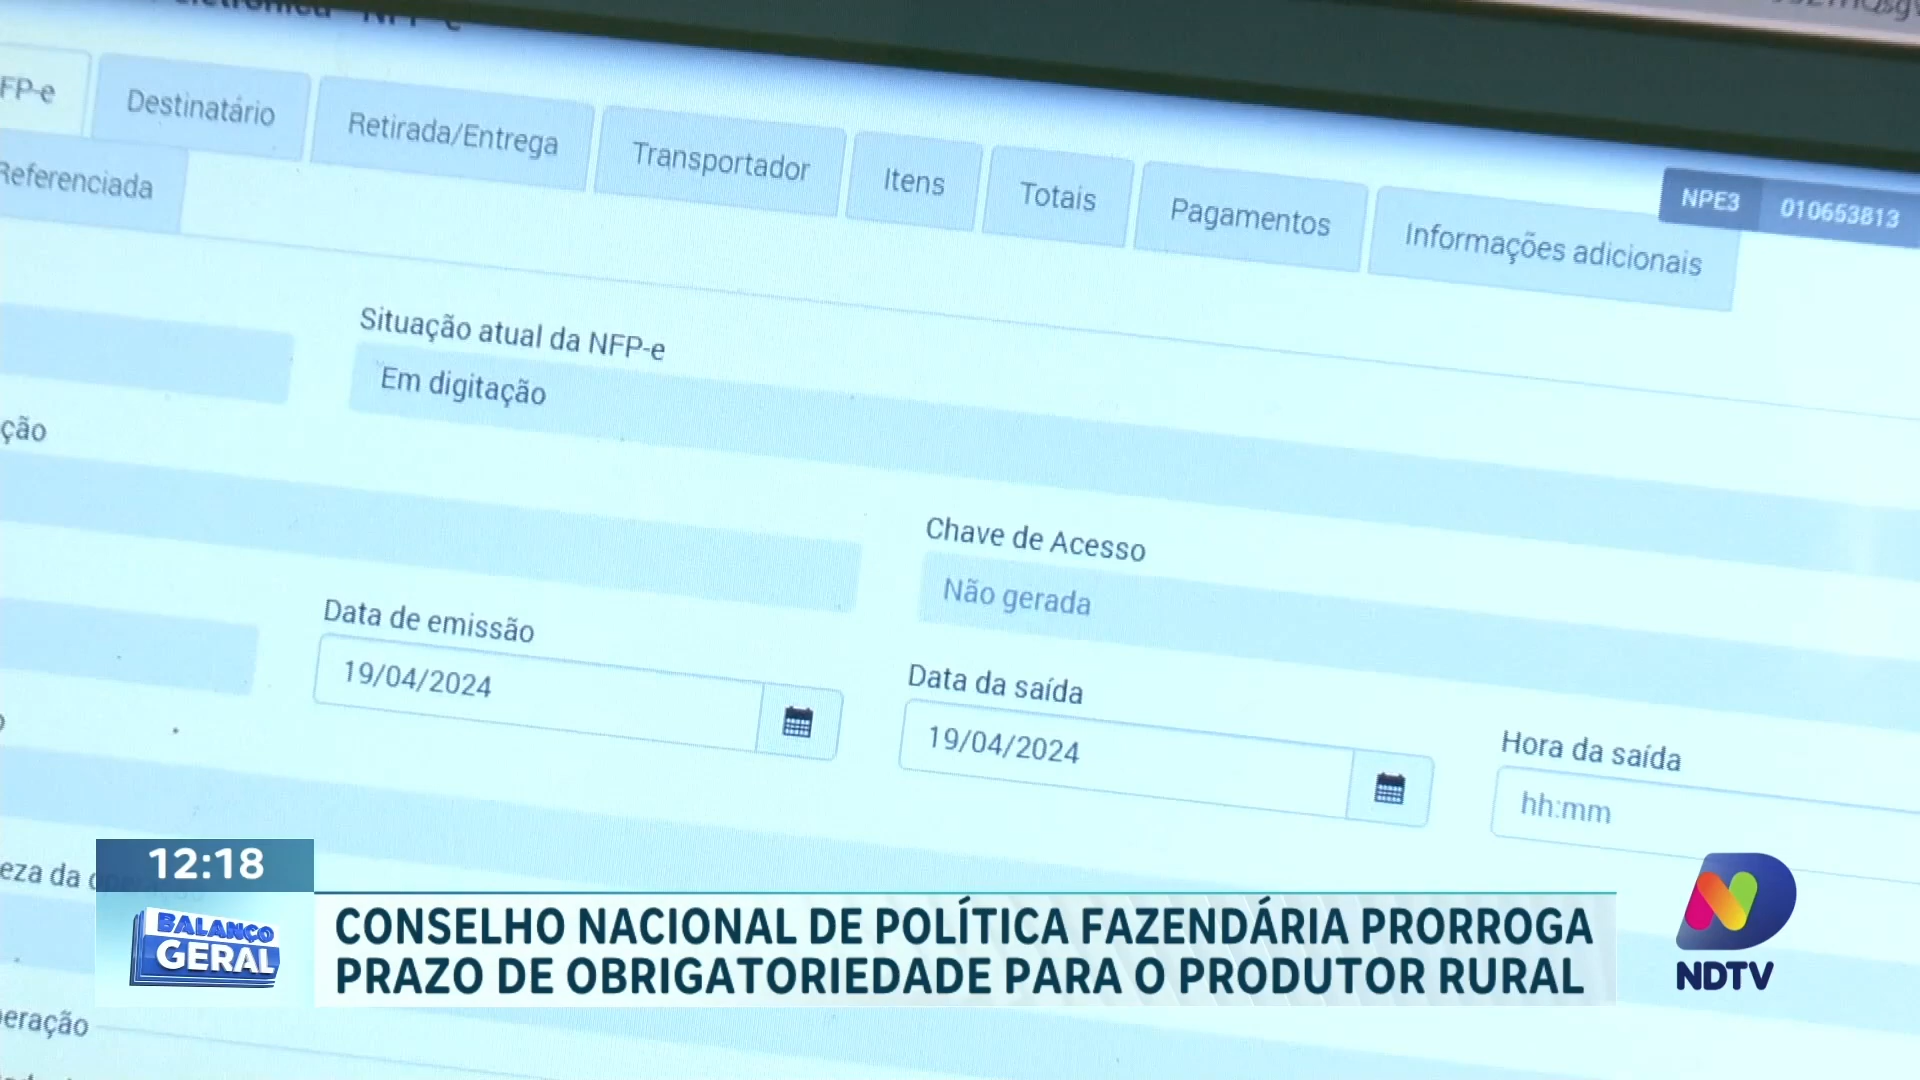 NFP-e
FP-e
Destinatário
Retirada/Entrega
Transportador
Itens
Totais
Pagamentos
Informações adicionais
NPE3 010653813
Referenciada
Situação atual da NFP-e
Em digitação
ção
Chave de Acesso
Não gerada
Data de emissão
19/04/2024
Data da saída
19/04/2024
Hora da saída
hh:mm
eza da
eração
12:18
BALANÇO
GERAL
CONSELHO NACIONAL DE POLÍTICA FAZENDÁRIA PRORROGA
PRAZO DE OBRIGATORIEDADE PARA O PRODUTOR RURAL
NDTV